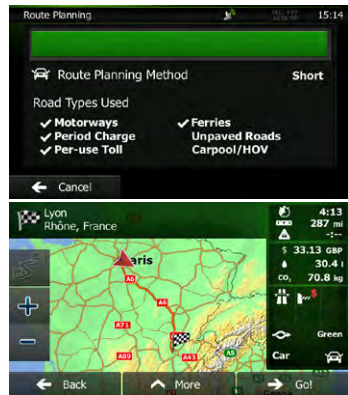 Route Planning 15:14
Route Planning Method Short
Road Types Used
Motorways Ferries
Period Charge Unpaved Roads
Per-use Toll Carpool/HOV
Cancel
Lyon
Rhône, France
4:13
287 mi
-:--
$ 33.13 GBP
30.4 l
CO₂ 70.8 kg
aris
A6
A6
A71
A89
A43
A5
Green
Car
Back More Go!